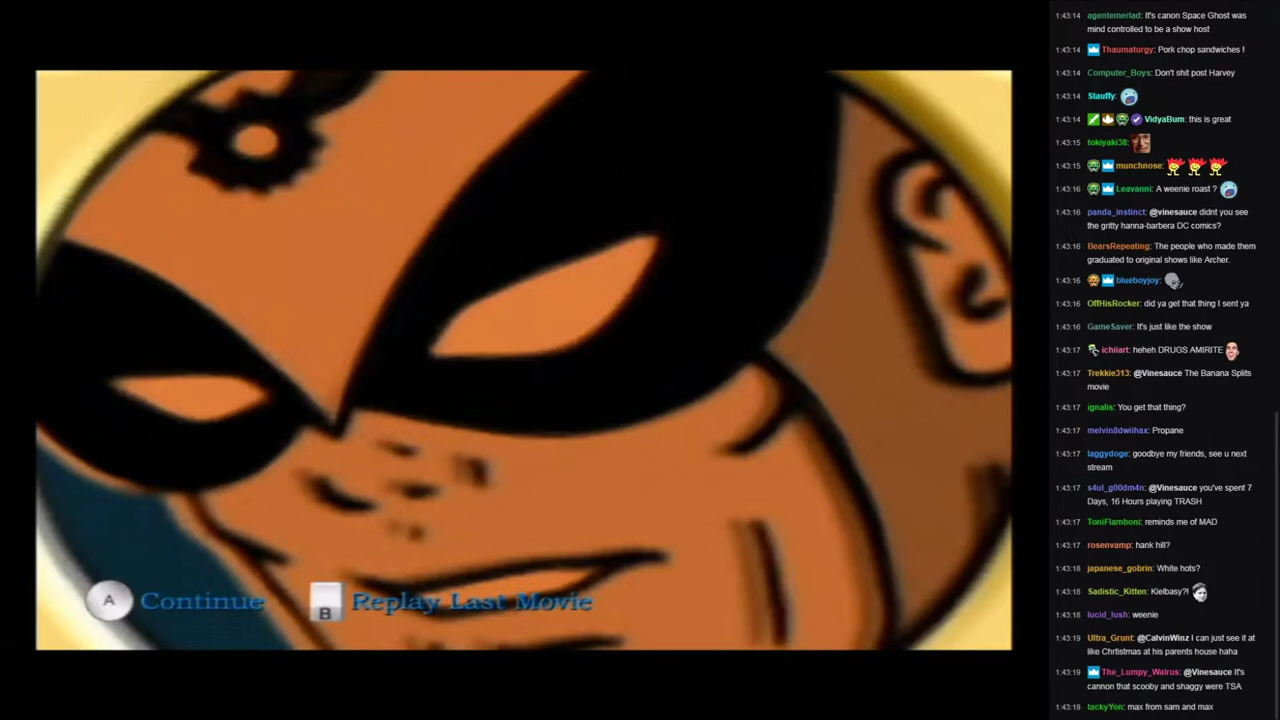 A Continue
B Replay Last Movie
1:43:14 agentemerlad: It's canon Space Ghost was
mind controlled to be a show host
1:43:14 Thaumaturgy: Pork chop sandwiches !
1:43:14 Computer_Boys: Don't shit post Harvey
1:43:14 Stauffy:
1:43:14 VidyaBum: this is great
1:43:15 tokiyaki38:
1:43:15 munchnose:
1:43:16 Leavanni: A weenie roast ?
1:43:16 panda_instinct: @vinesauce didnt you see
the gritty hanna-barbera DC comics?
1:43:16 BearsRepeating: The people who made them
graduated to original shows like Archer.
1:43:16 blueboyjoy:
1:43:16 OffHisRocker: did ya get that thing I sent ya
1:43:16 GameSaver: It's just like the show
1:43:17 ichiiart: heheh DRUGS AMIRITE
1:43:17 Trekkie313: @Vinesauce The Banana Splits
movie
1:43:17 ignalis: You get that thing?
1:43:17 melvin8dwiihax: Propane
1:43:17 laggydoge: goodbye my friends, see u next
stream
1:43:17 s4ul_g00dm4n: @Vinesauce you've spent 7
Days, 16 Hours playing TRASH
1:43:17 ToniFlamboni: reminds me of MAD
1:43:17 rosenvamp: hank hill?
1:43:18 japanese_gobrin: White hots?
1:43:18 Sadistic_Kitten: Kielbasy?!
1:43:18 lucid_lush: weenie
1:43:19 Ultra_Grunt: @CalvinWinz I can just see it at
like Chrtistmas at his parents house haha
1:43:19 The_Lumpy_Walrus: @Vinesauce It's
cannon that scooby and shaggy were TSA
1:43:19 tackyYon: max from sam and max